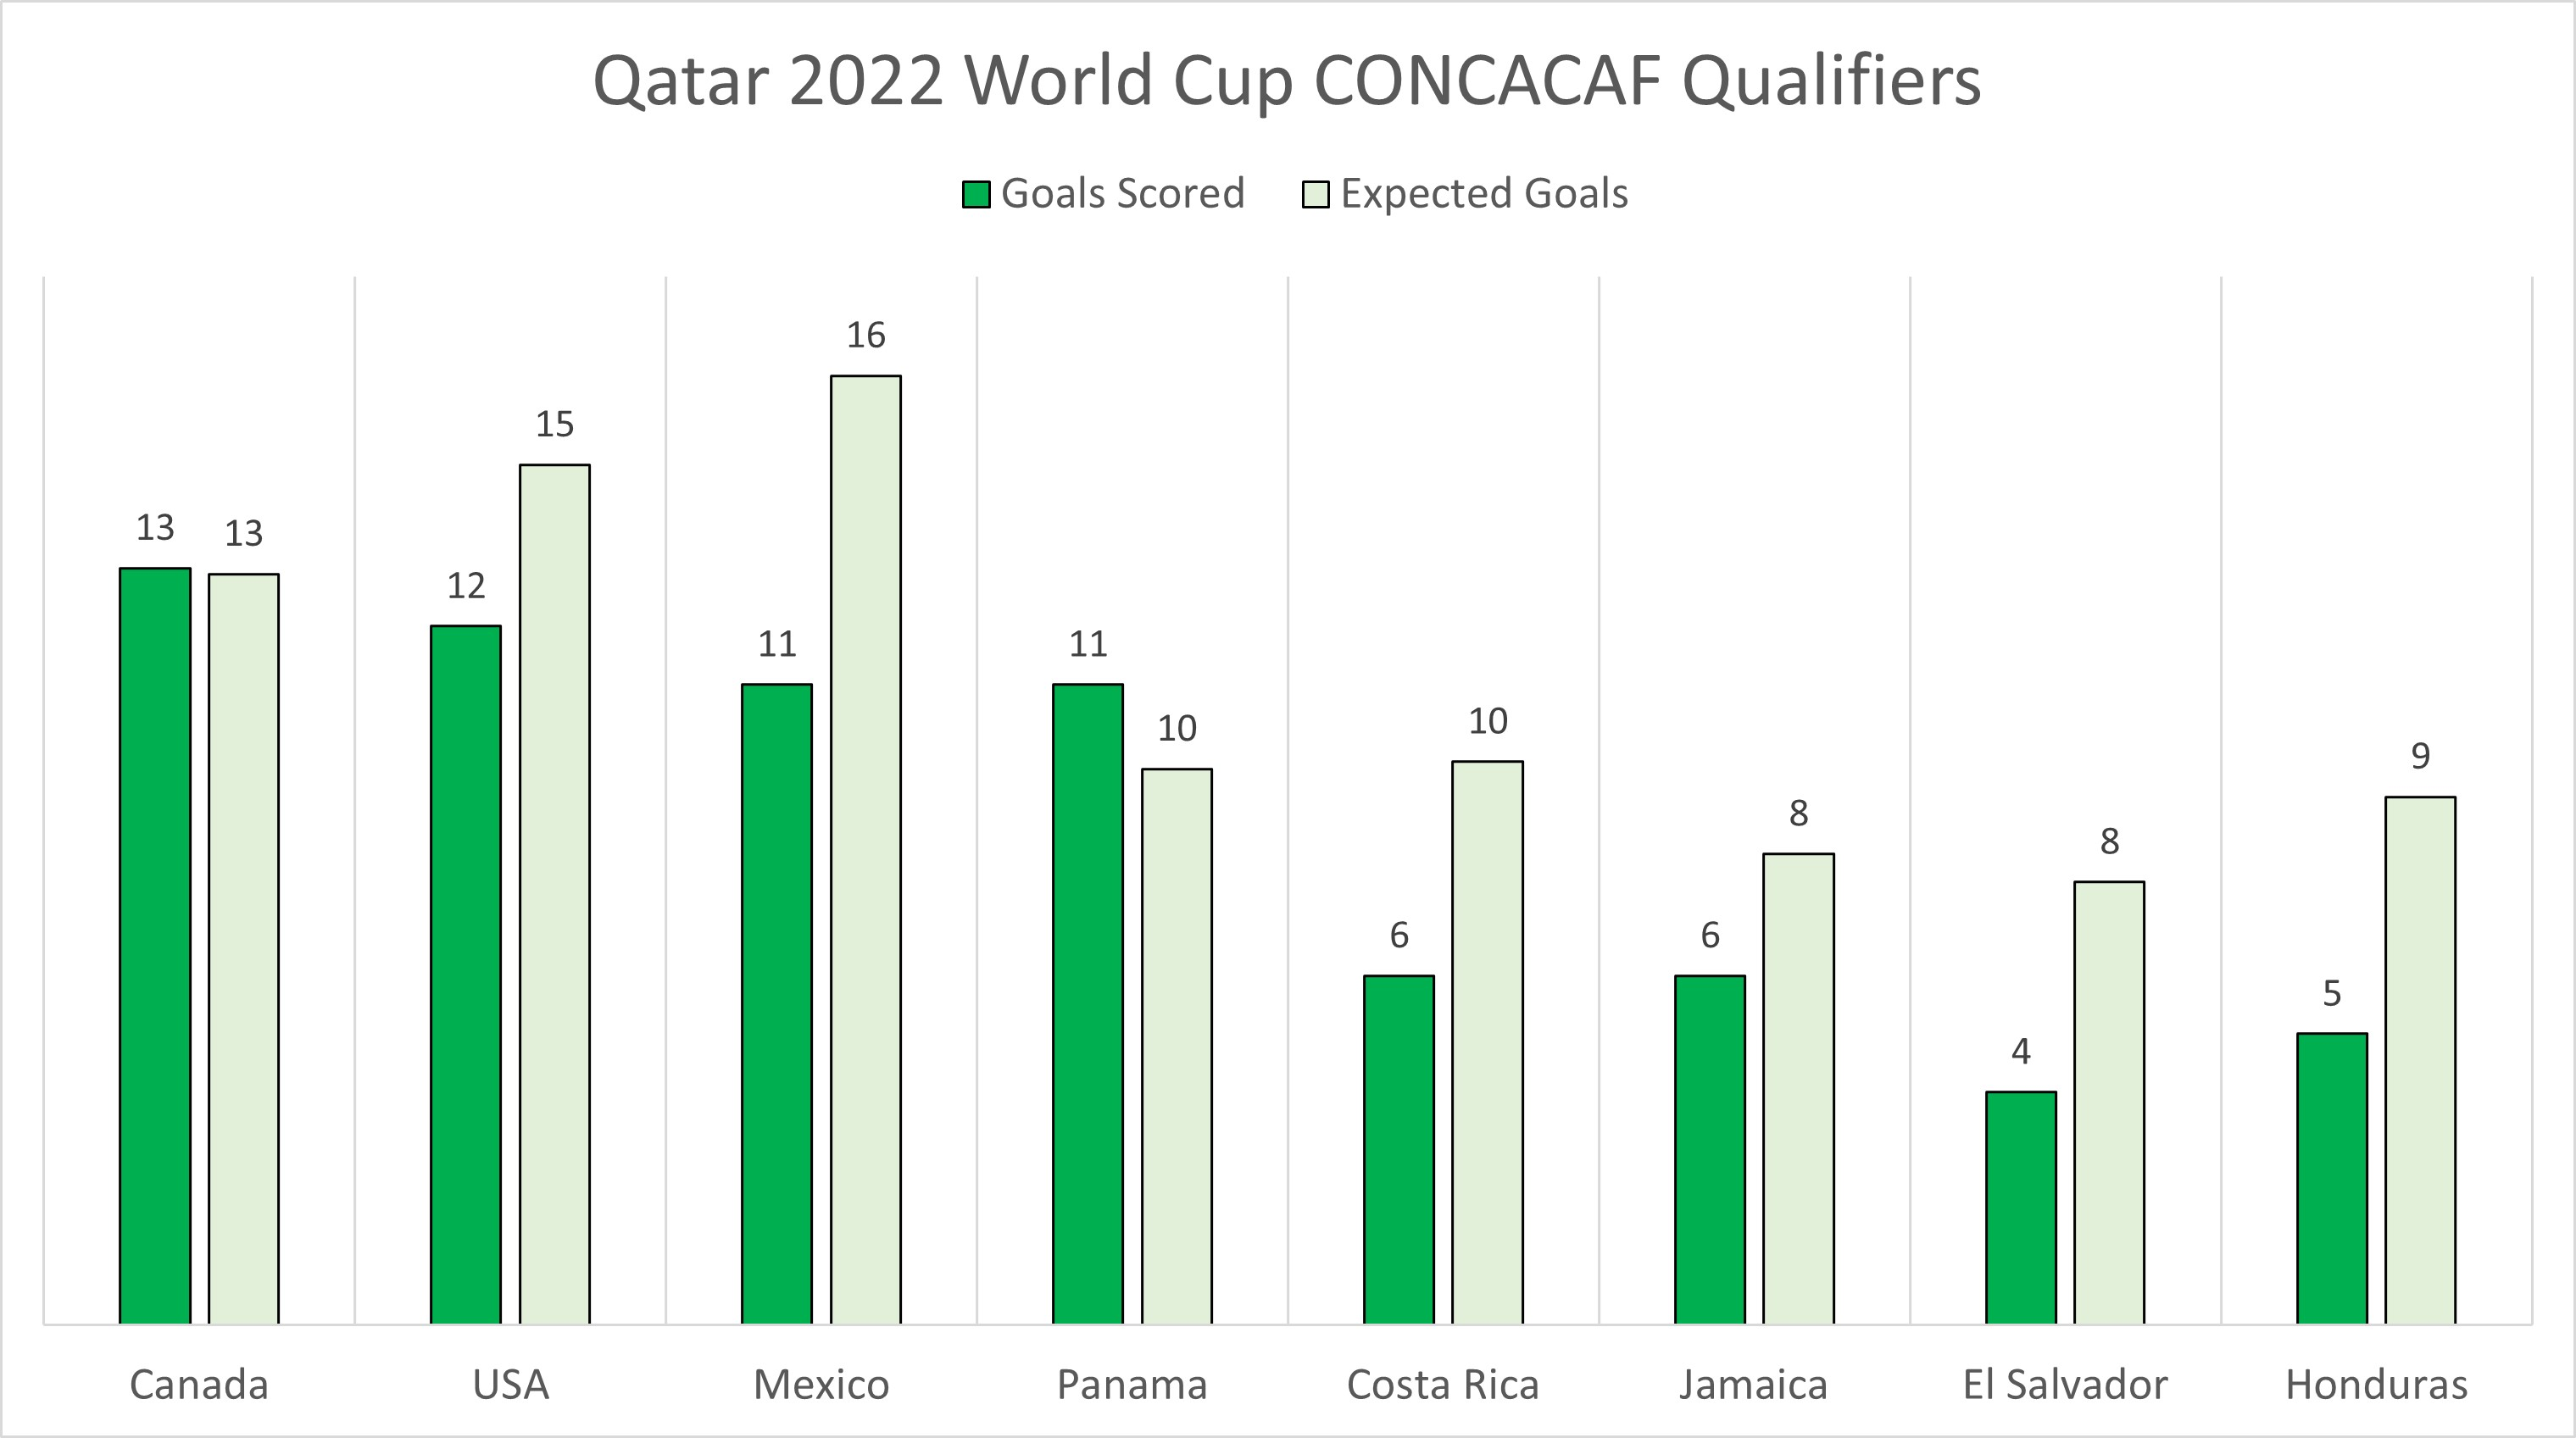 Qatar 2022 World Cup CONCACAF Qualifiers
Goals Scored Expected Goals
13 13 12 15 11 16 11 10 6 10 6 8 4 8 5 9
Canada USA Mexico Panama Costa Rica Jamaica El Salvador Honduras